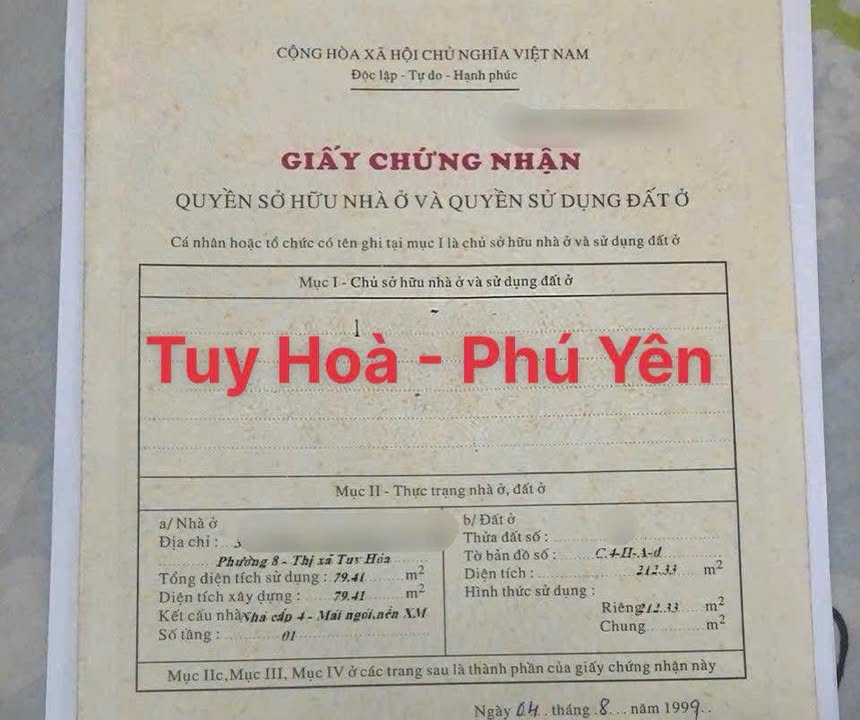 CỘNG HÒA XÃ HỘI CHỦ NGHĨA VIỆT NAM
Độc lập - Tự do - Hạnh phúc
GIẤY CHỨNG NHẬN
QUYỀN SỞ HỮU NHÀ Ở VÀ QUYỀN SỬ DỤNG ĐẤT Ở
Cá nhân hoặc tổ chức có tên ghi tại mục I là chủ sở hữu nhà ở và sử dụng đất ở
Mục I - Chủ sở hữu nhà ở và sử dụng đất ở
Tuy Hoà - Phú Yên
Mục II - Thực trạng nhà ở, đất ở
a/ Nhà ở
Địa chỉ :
Phường 8 - Thị xã Tuy Hòa
Tổng diện tích sử dụng : 79.41 m²
Diện tích xây dựng : 79.41 m²
Kết cấu nhà Nhà cấp 4 - Mái ngói, nền XM
Số tầng : 01
b/ Đất ở
Thửa đất số :
Tờ bản đồ số : C.4-II-A-d
Diện tích : 212.33 m²
Hình thức sử dụng :
Riêng 212.33 m²
Chung m²
Mục IIc, Mục III, Mục IV ở các trang sau là thành phần của giấy chứng nhận này
Ngày 04 tháng 8 năm 1999